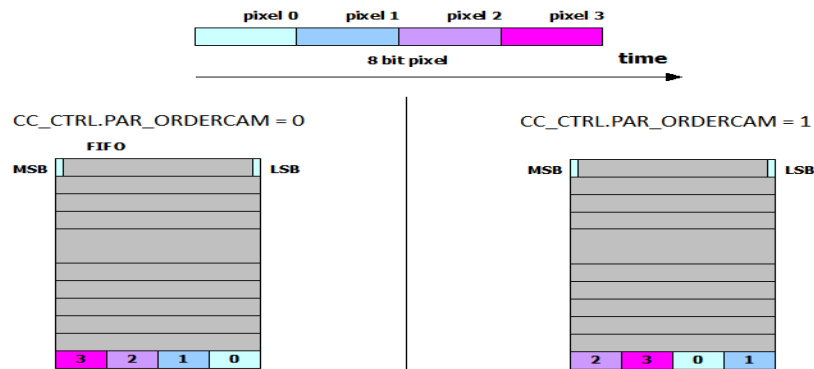 pixel 0 pixel 1 pixel 2 pixel 3
8 bit pixel time
CC_CTRL.PAR_ORDERCAM = 0
FIFO
MSB LSB
3 2 1 0
CC_CTRL.PAR_ORDERCAM = 1
MSB LSB
2 3 0 1